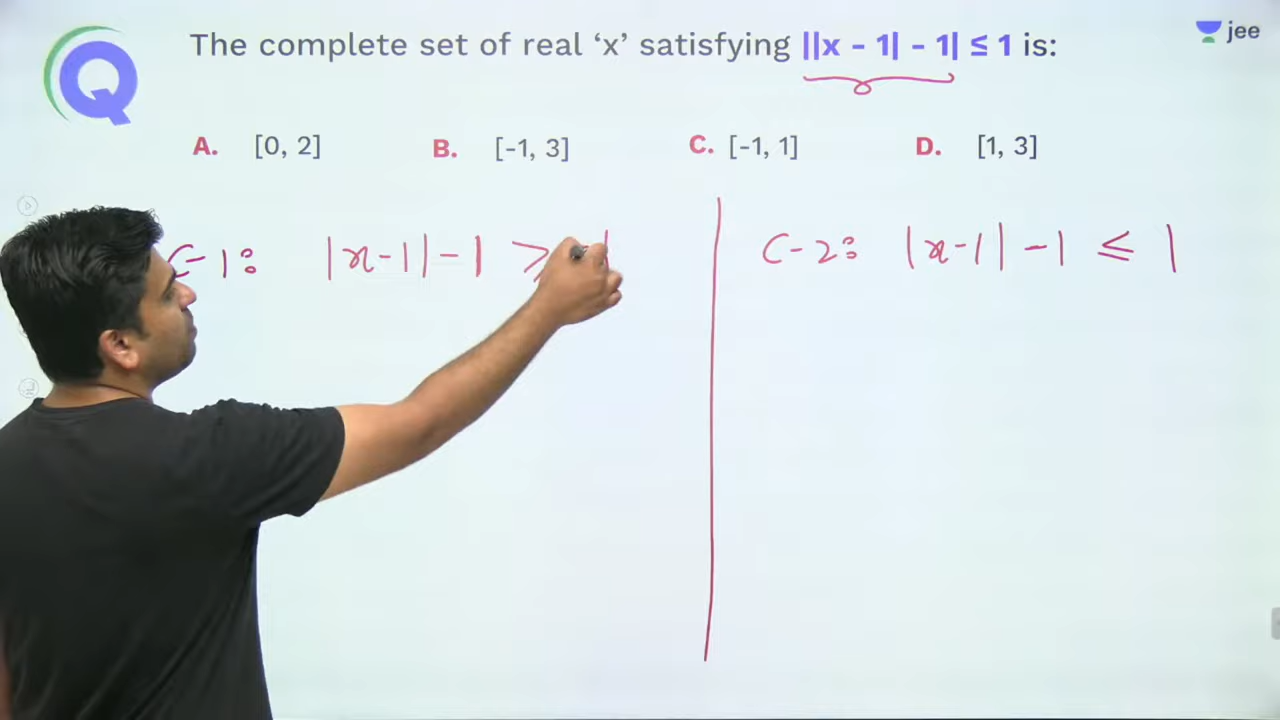 The complete set of real ‘x’ satisfying ||x - 1| - 1| ≤ 1 is:
jee
A. [0, 2] B. [-1, 3] C. [-1, 1] D. [1, 3]
C-1: |x-1| -1 ≥
C-2: |x-1| -1 ≤ 1